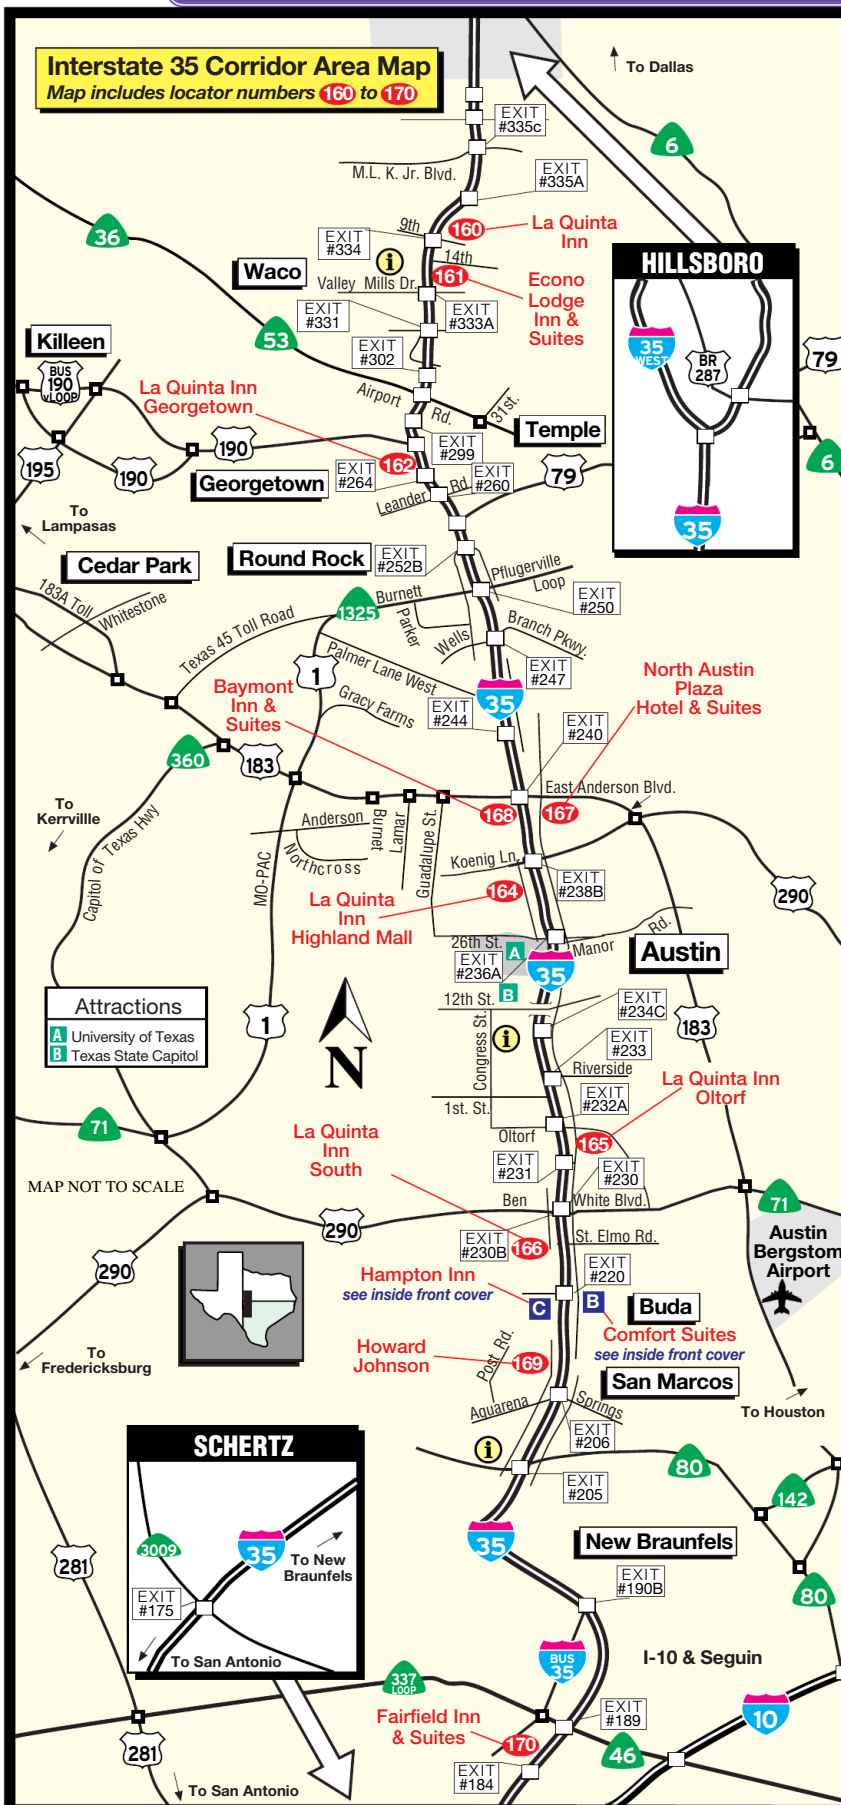 Interstate 35 Corridor Area Map
Map includes locator numbers 160 to 170
To Dallas
EXIT
#335c
6
M.L. K. Jr. Blvd.
EXIT
#335A
36
9th
160
La Quinta
Inn
EXIT
#334
14th
i
HILLSBORO
Waco
161
Valley Mills Dr.
Econo
Lodge
Inn &
Suites
EXIT
#331
EXIT
#333A
53
35
WEST
BR
287
79
Killeen
EXIT
#302
BUS
190
vLOOP
La Quinta Inn
Georgetown
Airport
Rd.
31st.
Temple
190
EXIT
#299
195
190
162
EXIT
#264
Georgetown
EXIT
#260
79
6
Leander Rd
35
To
Lampasas
Cedar Park
Round Rock
EXIT
#252B
Pflugerville
Loop
183A Toll
Whitestone
1325
Burnett
EXIT
#250
Texas 45 Toll Road
Parker
Wells
Branch Pkwy.
1
Palmer Lane West
EXIT
#247
North Austin
Plaza
Hotel & Suites
Baymont
Inn &
Suites
Gracy Farms
35
EXIT
#244
EXIT
#240
360
183
East Anderson Blvd.
To
Kerrvillle
168
167
Capitol of Texas Hwy
Anderson
Northcross
Burnet
Lamar
Guadalupe St.
MO-PAC
Koenig Ln.
EXIT
#238B
290
164
La Quinta
Inn
Highland Mall
26th St.
Manor
Rd.
A
EXIT
#236A
35
Austin
B
12th St.
Attractions
A University of Texas
B Texas State Capitol
1
N
EXIT
#234C
183
Congress St.
i
EXIT
#233
Riverside
La Quinta Inn
Oltorf
1st. St.
EXIT
#232A
71
La Quinta
Inn
South
Oltorf
165
EXIT
#231
EXIT
#230
MAP NOT TO SCALE
Ben
White Blvd.
71
290
290
EXIT
#230B
166
St. Elmo Rd.
Austin
Bergstom
Airport
EXIT
#220
Hampton Inn
see inside front cover
C
B
Buda
Comfort Suites
see inside front cover
To
Fredericksburg
Howard
Johnson
Post Rd.
169
San Marcos
Aquarena
Springs
To Houston
EXIT
#206
SCHERTZ
i
80
EXIT
#205
142
3009
35
To New
Braunfels
35
New Braunfels
281
EXIT
#175
EXIT
#190B
80
To San Antonio
BUS
35
I-10 & Seguin
337
LOOP
Fairfield Inn
& Suites
EXIT
#189
10
170
281
46
EXIT
#184
To San Antonio